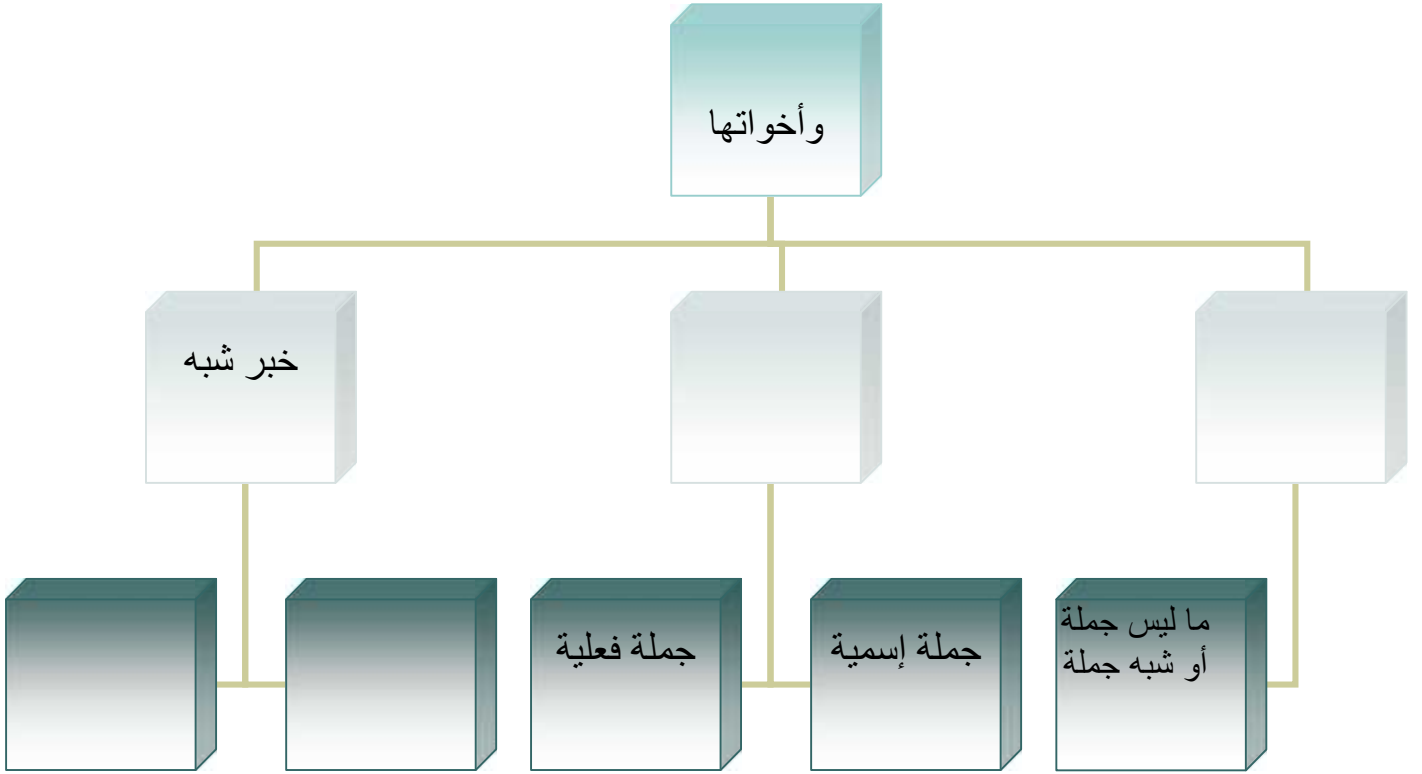 وأخواتها
خبر شبه
ما ليس جملة
أو شبه جملة
جملة إسمية
جملة فعلية